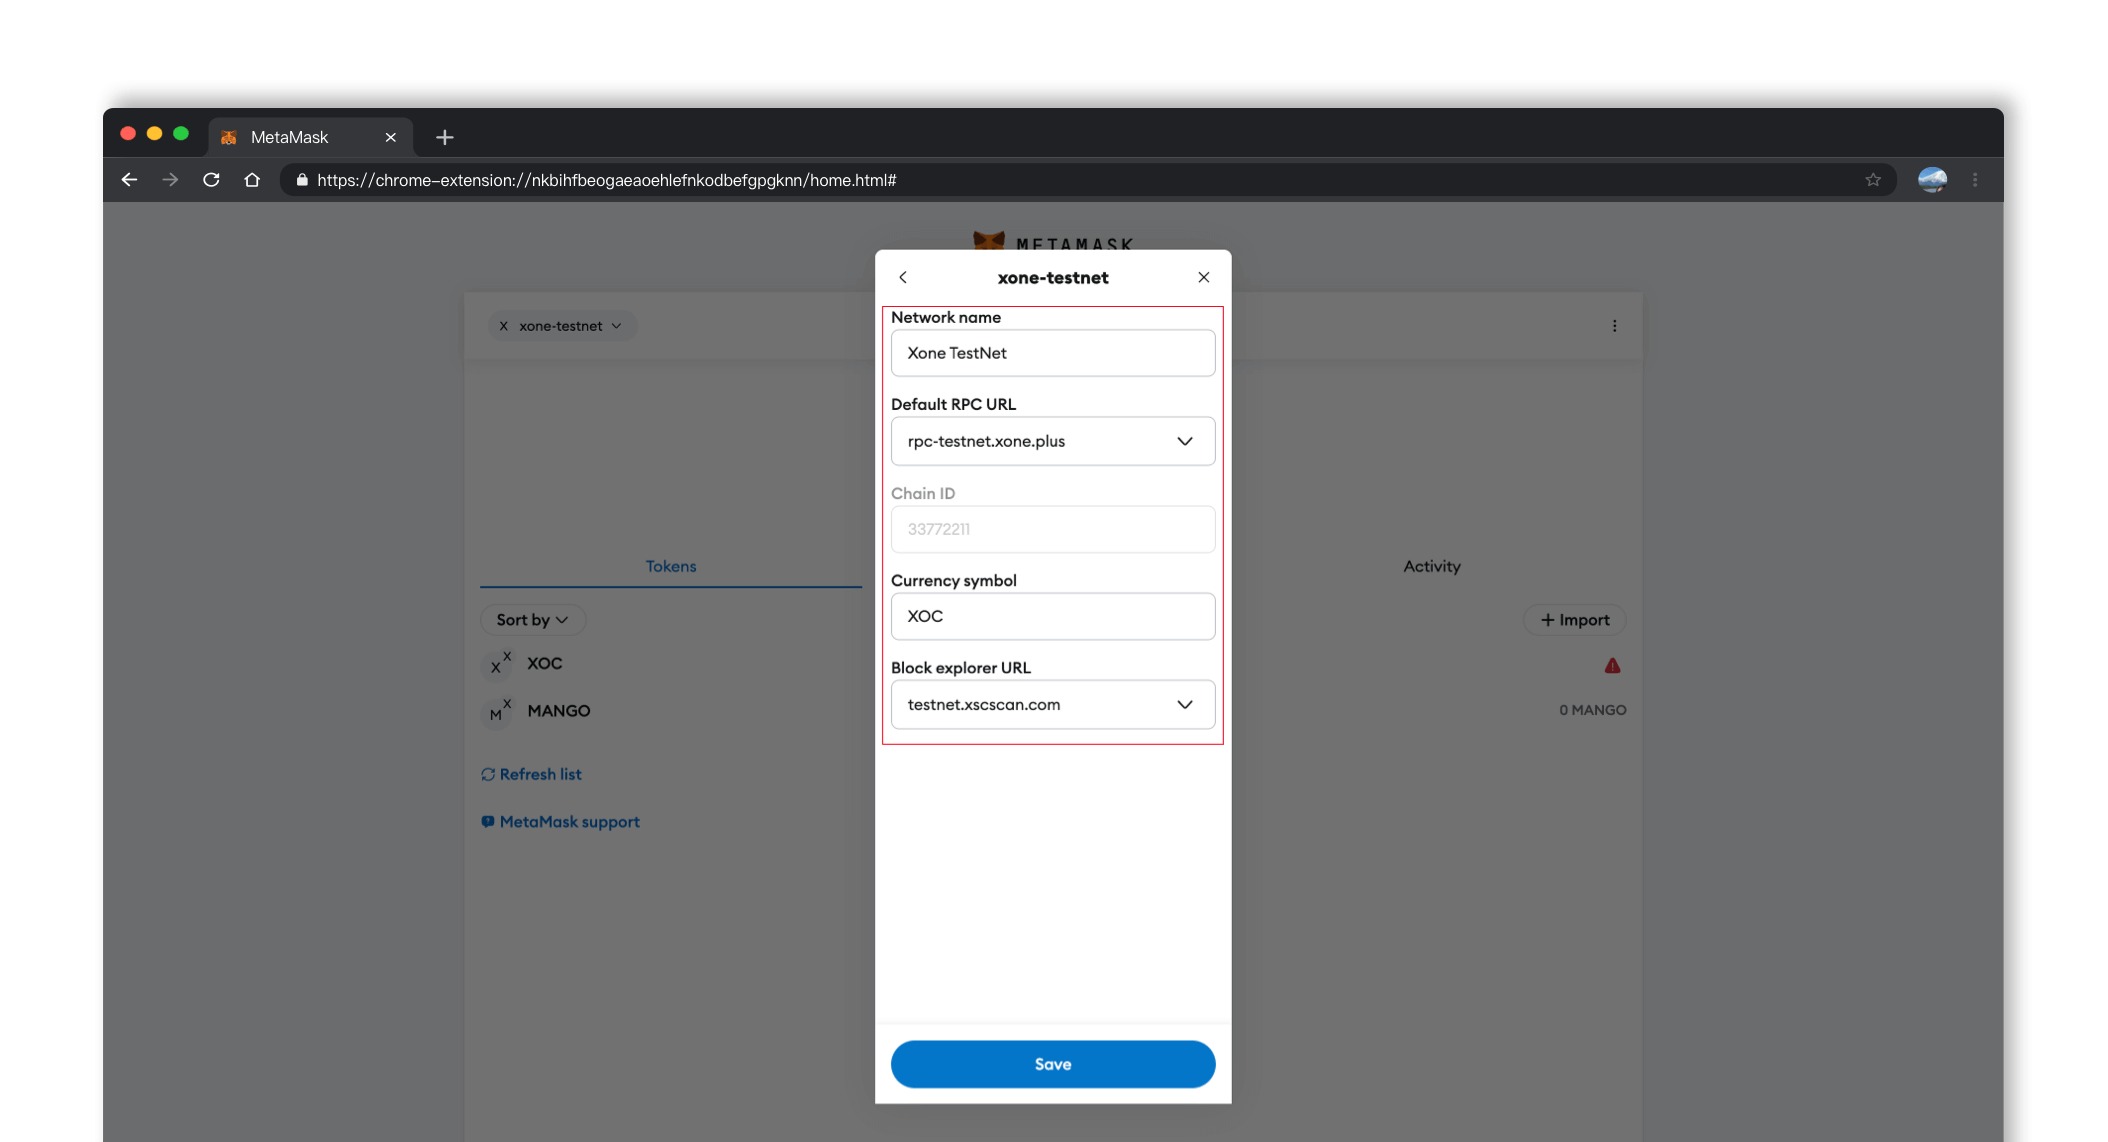 MetaMask
https://chrome-extension://nkbihfbeogaeaoehlefnkodbefgpgknn/home.html#
METAMASK
xone-testnet
X xone-testnet
Network name
Xone TestNet
Default RPC URL
rpc-testnet.xone.plus
Chain ID
33772211
Currency symbol
XOC
Block explorer URL
testnet.xscscan.com
Save
Tokens
Activity
Sort by
Import
X X XOC
M X MANGO
0 MANGO
Refresh list
MetaMask support